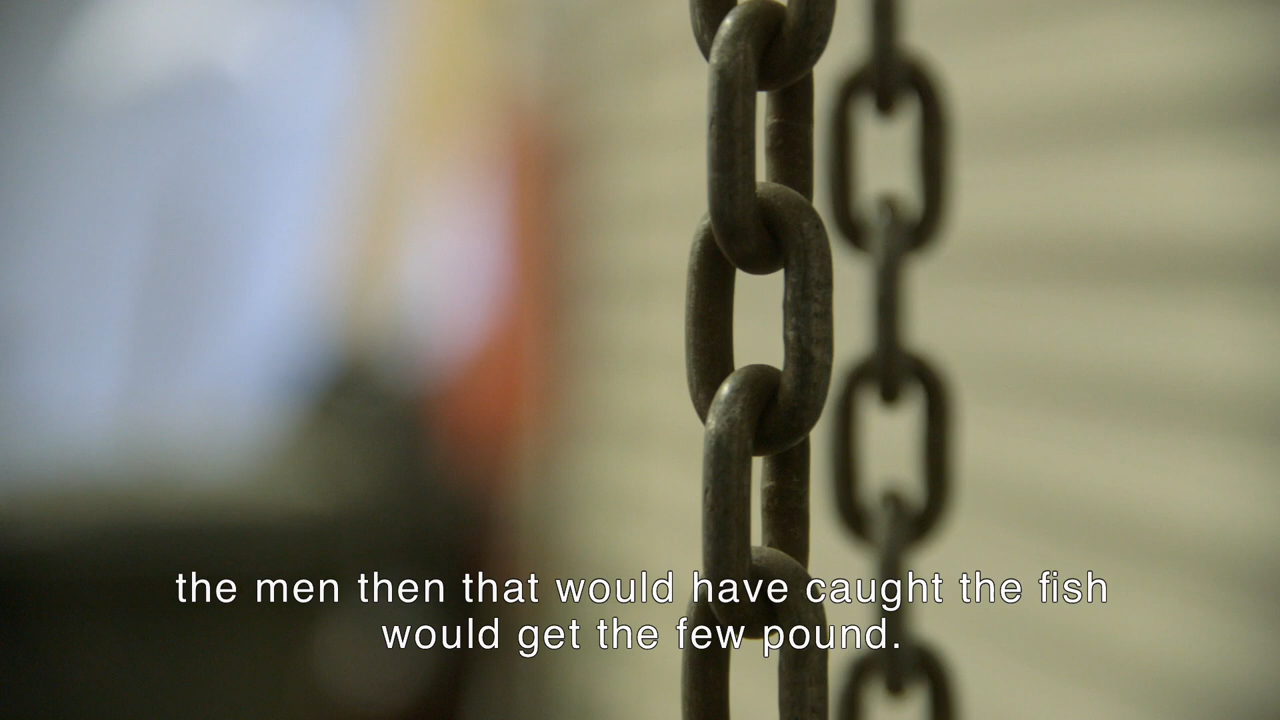 the men then that would have caught the fish
would get the few pound.